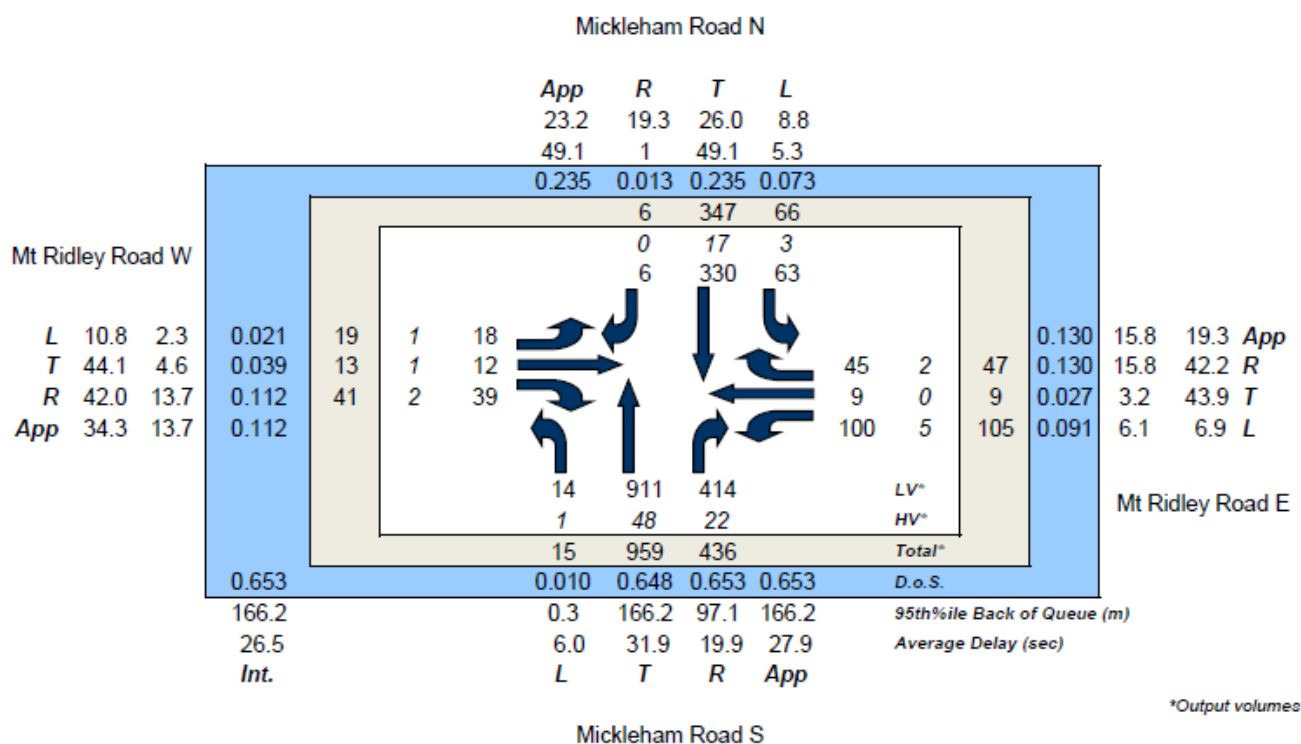 Mickleham Road N
App R T L
23.2 19.3 26.0 8.8
49.1 1 49.1 5.3
0.235 0.013 0.235 0.073
6 347 66
0 17 3
6 330 63
Mt Ridley Road W
L 10.8 2.3 0.021 19 1 18
T 44.1 4.6 0.039 13 1 12
R 42.0 13.7 0.112 41 2 39
App 34.3 13.7 0.112
0.130 15.8 19.3 App
45 2 47 0.130 15.8 42.2 R
9 0 9 0.027 3.2 43.9 T
100 5 105 0.091 6.1 6.9 L
Mt Ridley Road E
14 911 414 LV*
1 48 22 HV*
15 959 436 Total*
0.653 0.010 0.648 0.653 0.653 D.o.S.
166.2 0.3 166.2 97.1 166.2 95th%ile Back of Queue (m)
26.5 6.0 31.9 19.9 27.9 Average Delay (sec)
Int. L T R App
*Output volumes
Mickleham Road S